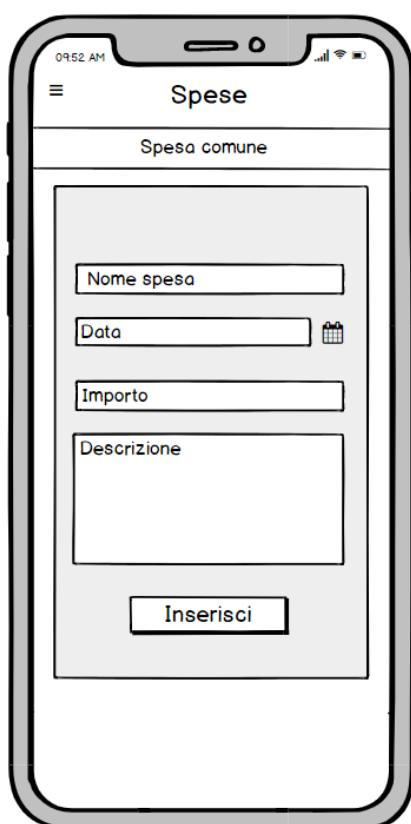 09:52 AM
Spese
Spesa comune
Nome spesa
Data
Importo
Descrizione
Inserisci